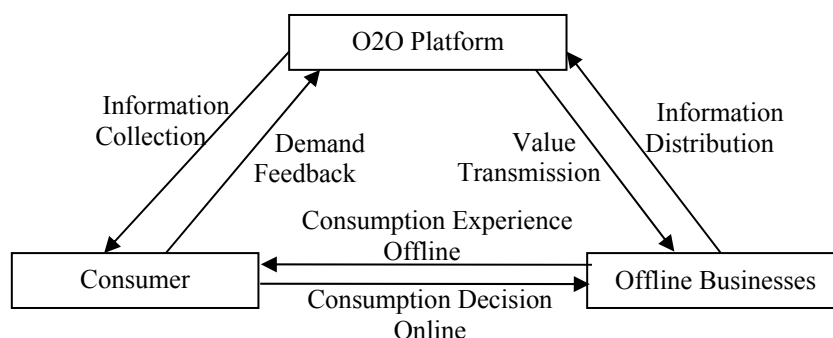 O2O Platform
Information
Collection
Demand
Feedback
Value
Transmission
Information
Distribution
Consumption Experience
Offline
Consumer
Offline Businesses
Consumption Decision
Online